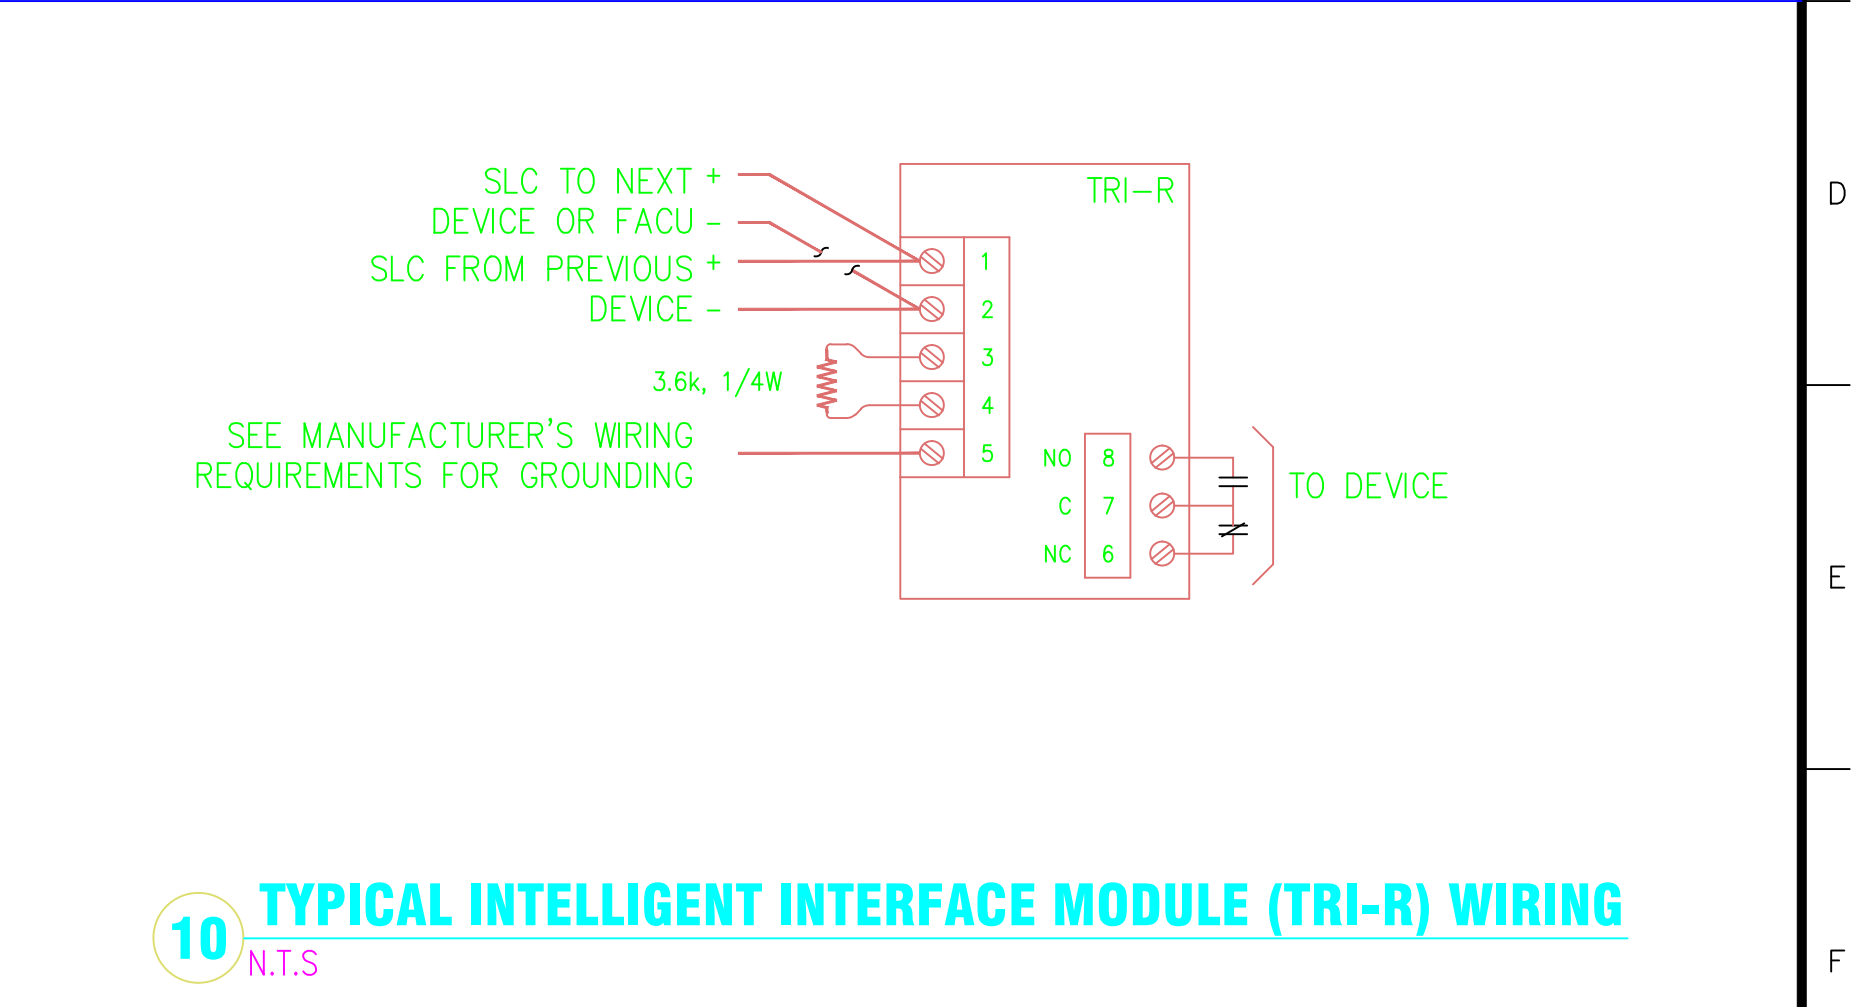 SLC TO NEXT +
DEVICE OR FACU -
SLC FROM PREVIOUS +
DEVICE -
3.6k, 1/4W
SEE MANUFACTURER'S WIRING
REQUIREMENTS FOR GROUNDING
TRI-R
1
2
3
4
5
NO 8
C 7
NC 6
TO DEVICE
D
E
F
10 TYPICAL INTELLIGENT INTERFACE MODULE (TRI-R) WIRING
N.T.S